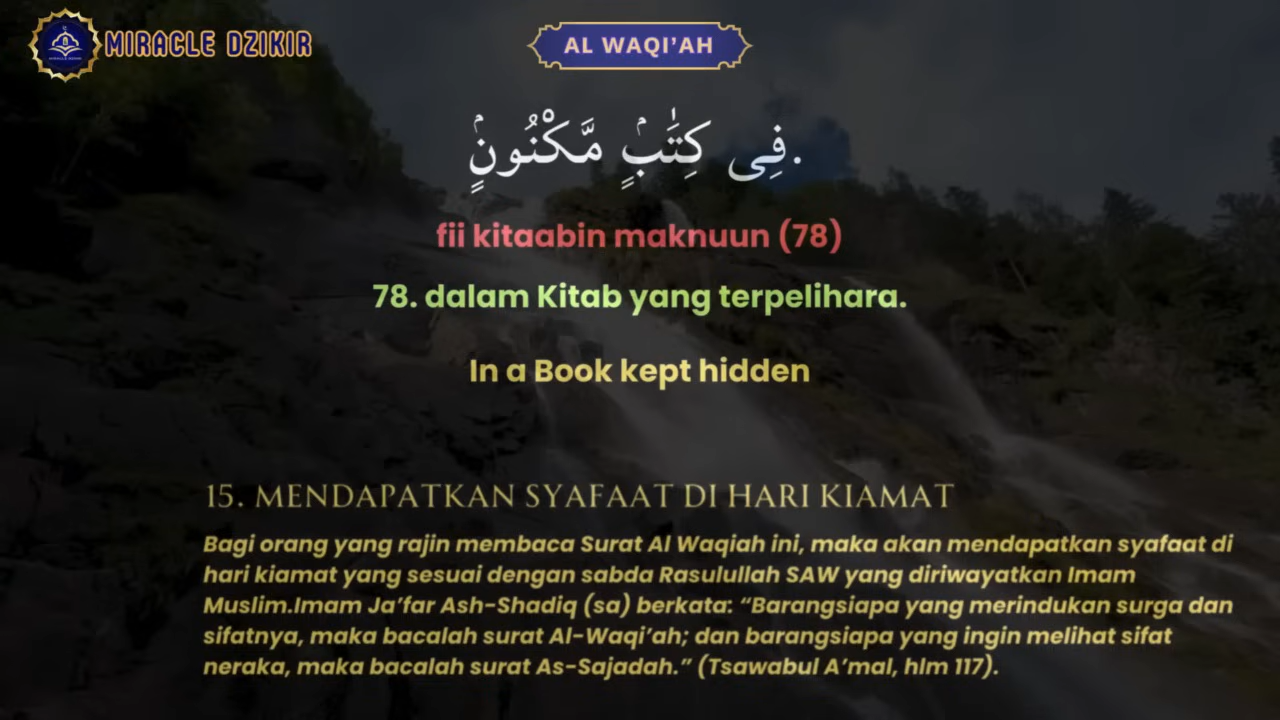 MIRACLE DZIKIR
AL WAQI'AH
فِى كِتَٰبٍۢ مَّكْنُونٍۢ.
fii kitaabin maknuun (78)
78. dalam Kitab yang terpelihara.
In a Book kept hidden
15. MENDAPATKAN SYAFAAT DI HARI KIAMAT
Bagi orang yang rajin membaca Surat Al Waqiah ini, maka akan mendapatkan syafaat di
hari kiamat yang sesuai dengan sabda Rasulullah SAW yang diriwayatkan Imam
Muslim.Imam Ja’far Ash-Shadiq (sa) berkata: “Barangsiapa yang merindukan surga dan
sifatnya, maka bacalah surat Al-Waqi’ah; dan barangsiapa yang ingin melihat sifat
neraka, maka bacalah surat As-Sajadah.” (Tsawabul A’mal, hlm 117).